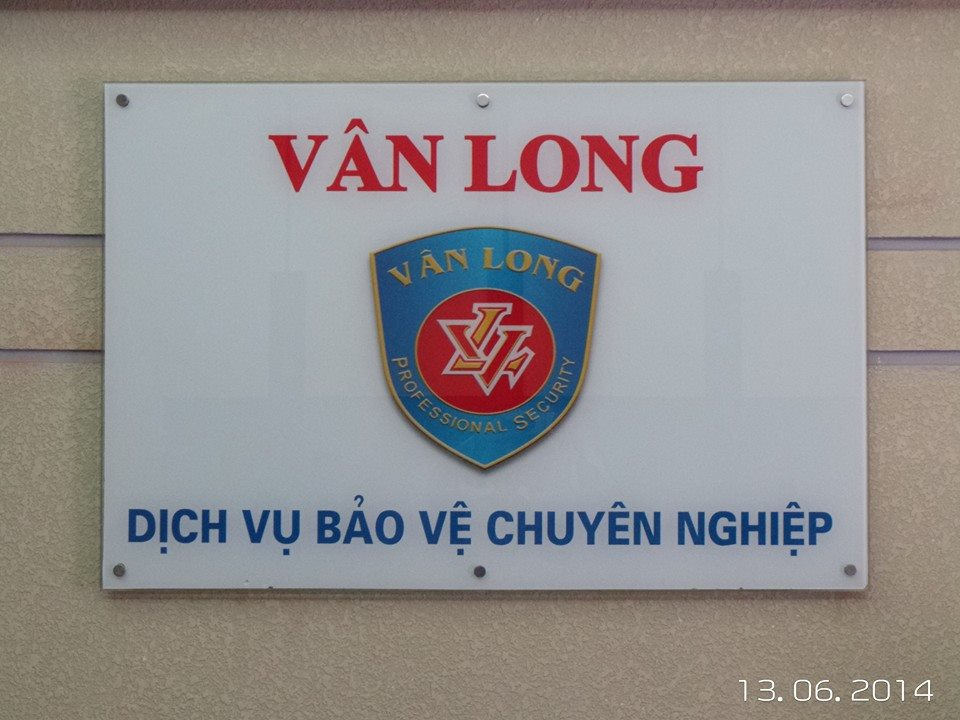 VÂN LONG
VÂN LONG
PROFESSIONAL SECURITY
DỊCH VỤ BẢO VỆ CHUYÊN NGHIỆP
13.06.2014